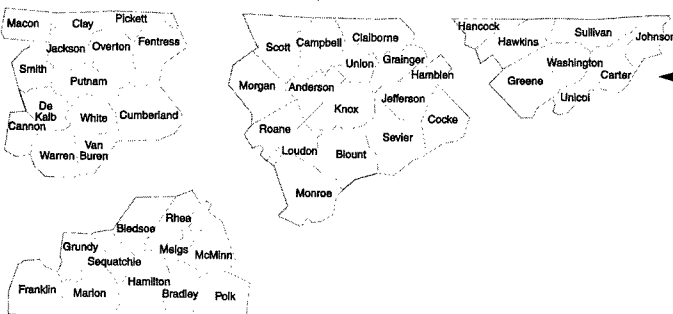 Macon Clay Pickett
Jackson Overton Fentress
Smith
Putnam
De
Kalb
White Cumberland
Cannon
Warren
Van
Buren
Scott Campbell Claiborne
Union Grainger
Hamblen
Morgan Anderson
Jefferson
Knox
Cocke
Roane
Sevier
Loudon Blount
Monroe
Hancock
Hawkins Sullivan Johnson
Washington
Greene Carter
Unicoi
Rhea
Bledsoe
Grundy Meigs McMinn
Sequatchie
Hamilton
Franklin Marion Bradley Polk